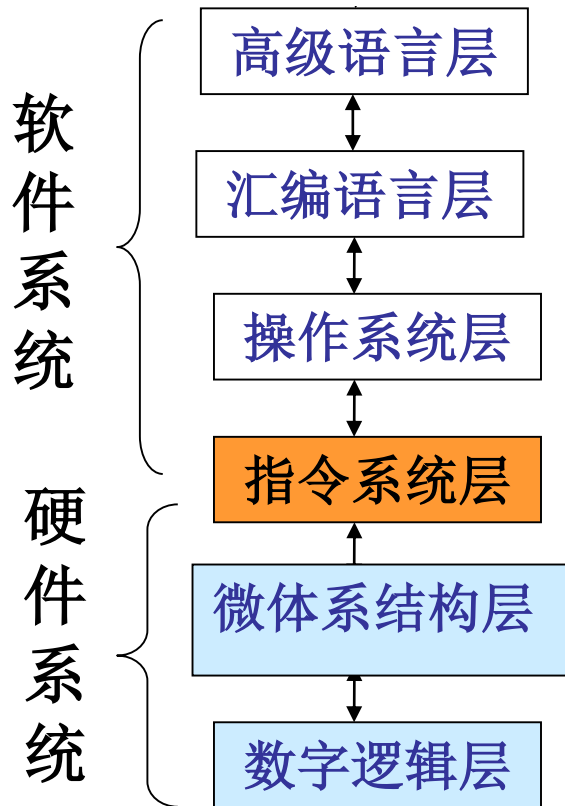 软件系统
高级语言层
汇编语言层
操作系统层
指令系统层
硬件系统
微体系结构层
数字逻辑层